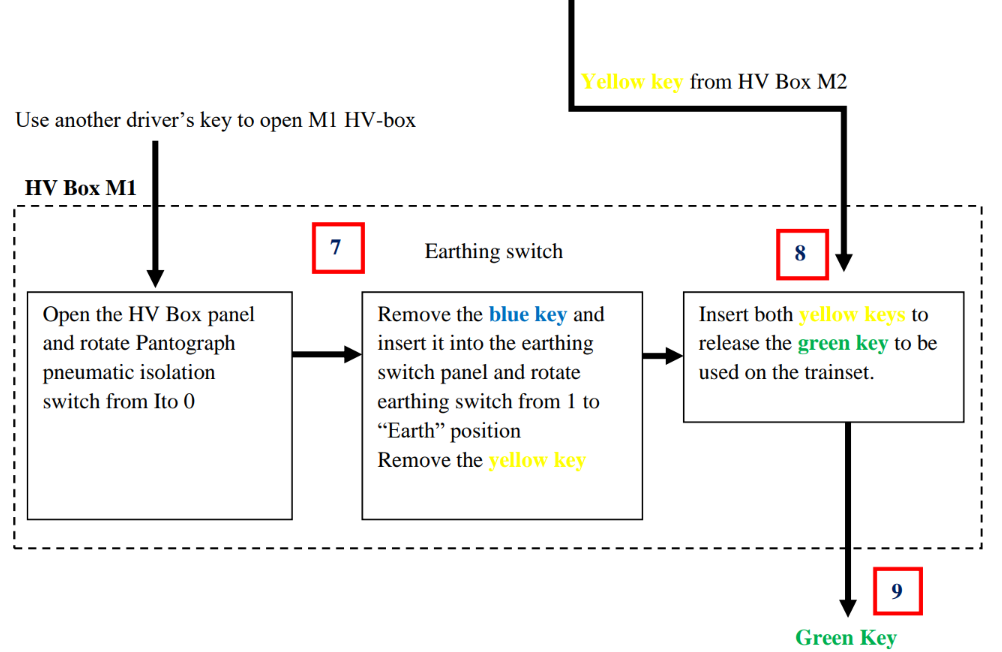 Yellow key from HV Box M2
Use another driver’s key to open M1 HV-box
HV Box M1
7
Earthing switch
8
Open the HV Box panel
and rotate Pantograph
pneumatic isolation
switch from Ito 0
Remove the blue key and
insert it into the earthing
switch panel and rotate
earthing switch from 1 to
“Earth” position
Remove the yellow key
Insert both yellow keys to
release the green key to be
used on the trainset.
9
Green Key